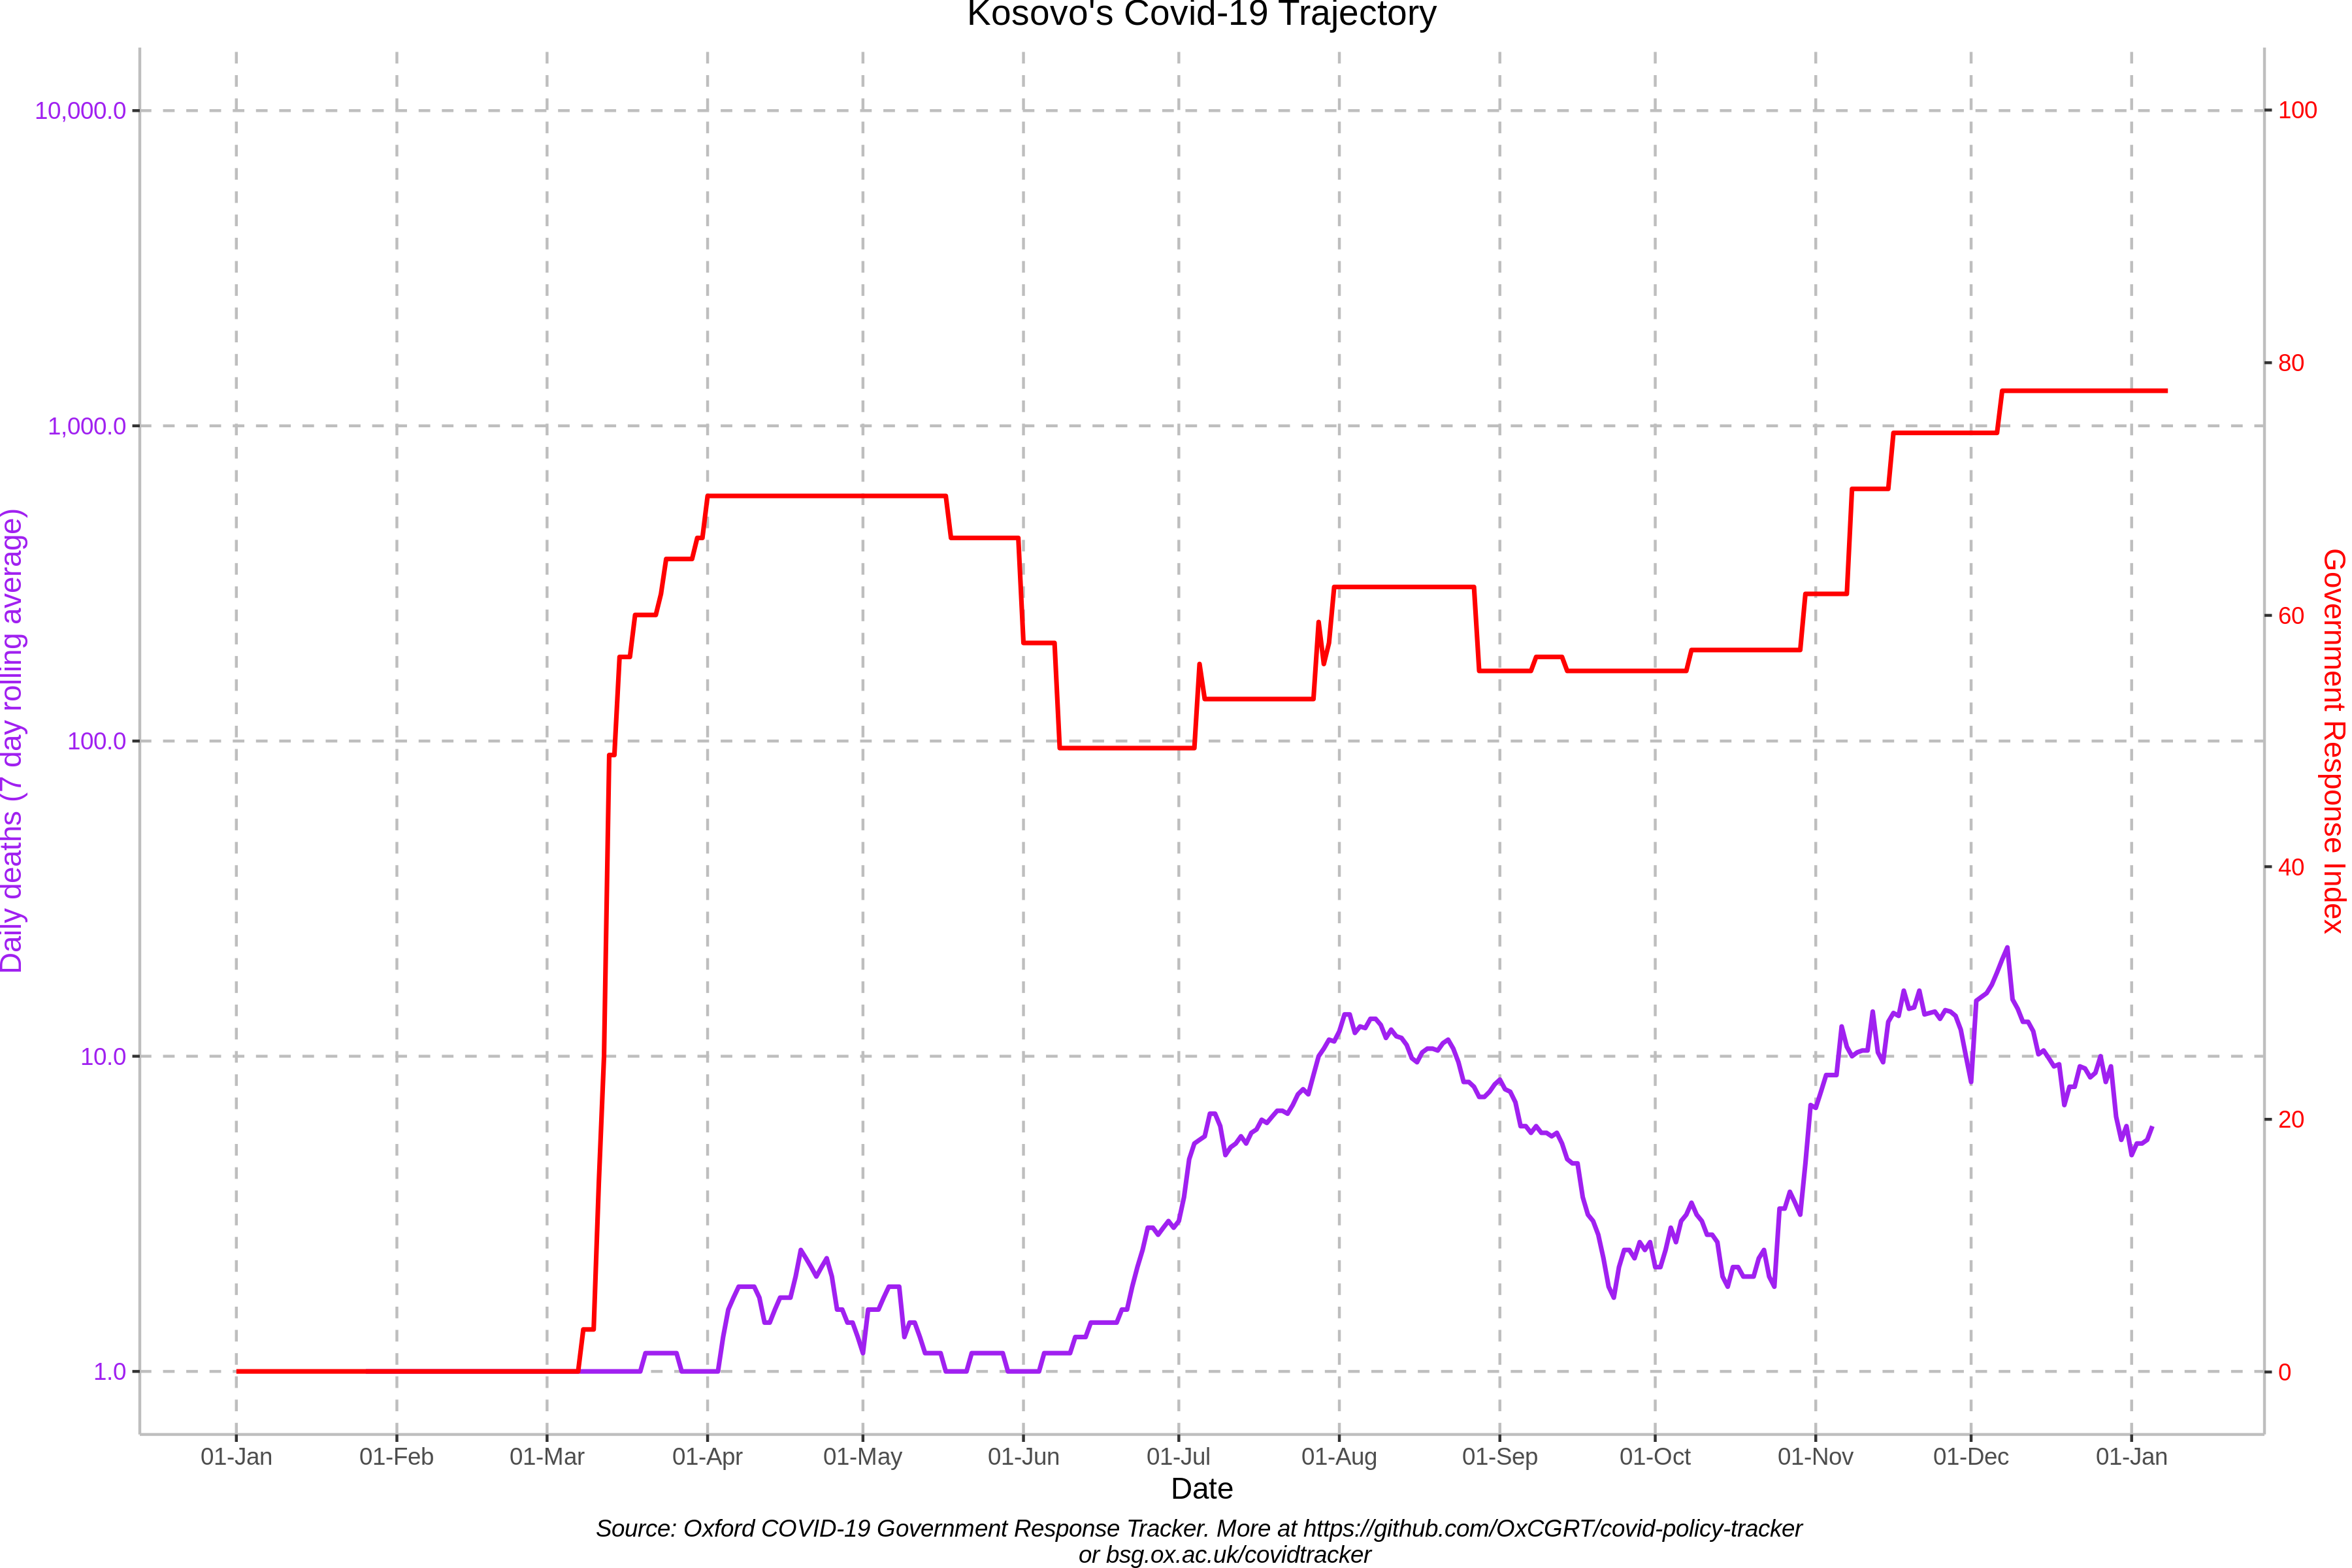 Kosovo's Covid-19 Trajectory
10,000.0
1,000.0
100.0
10.0
1.0
Daily deaths (7 day rolling average)
100
80
60
40
20
0
Government Response Index
01-Jan 01-Feb 01-Mar 01-Apr 01-May 01-Jun 01-Jul 01-Aug 01-Sep 01-Oct 01-Nov 01-Dec 01-Jan
Date
Source: Oxford COVID-19 Government Response Tracker. More at https://github.com/OxCGRT/covid-policy-tracker
or bsg.ox.ac.uk/covidtracker